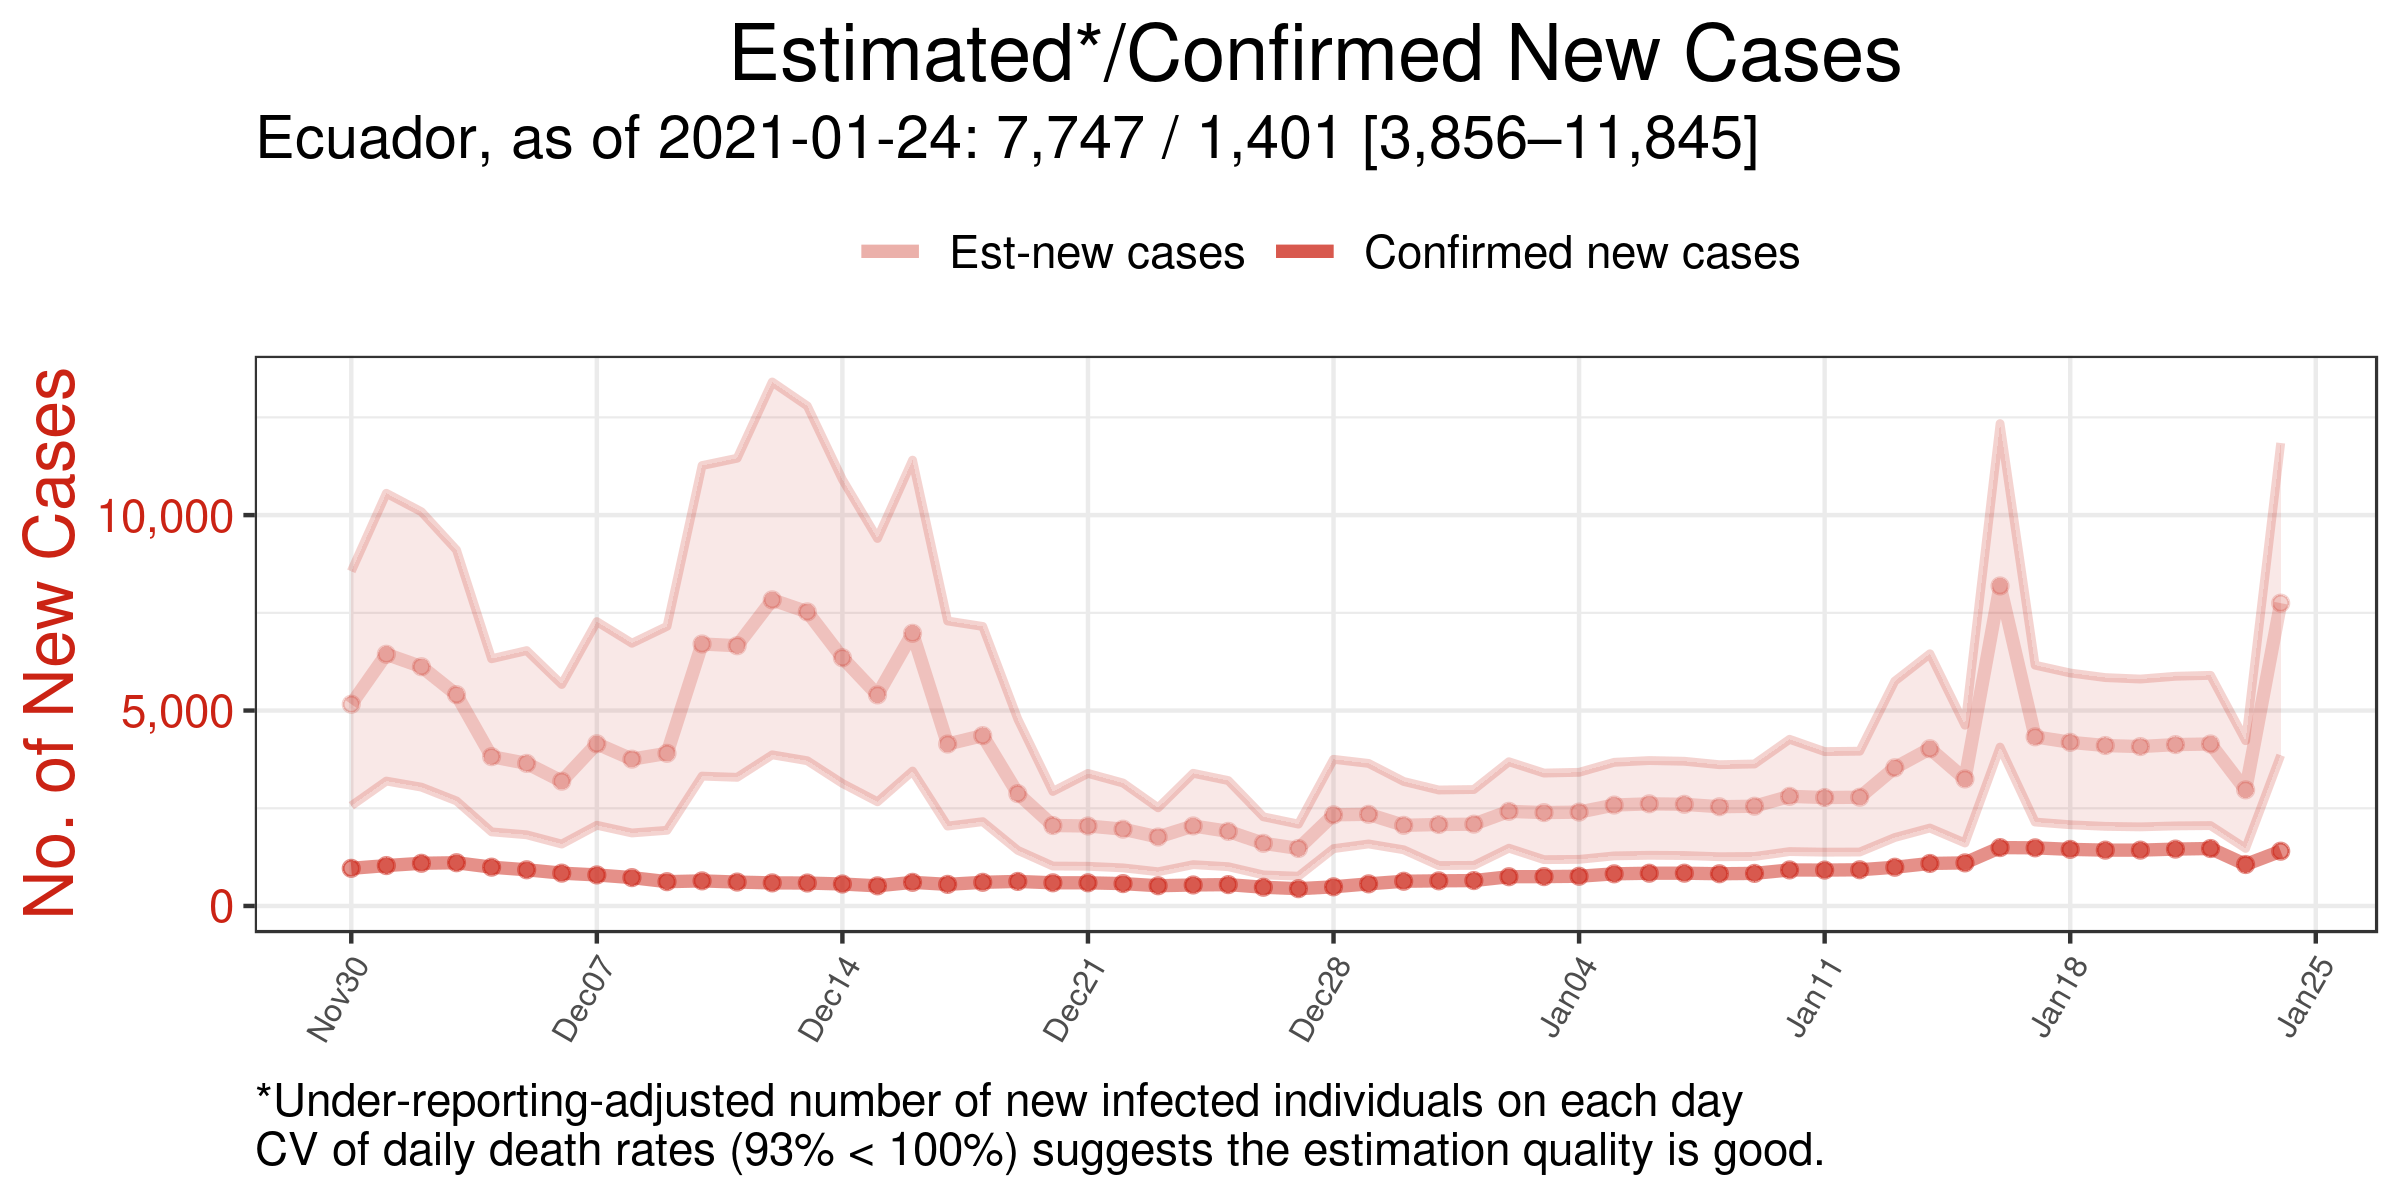 Estimated*/Confirmed New Cases
Ecuador, as of 2021-01-24: 7,747 / 1,401 [3,856–11,845]
Est-new cases
Confirmed new cases
No. of New Cases
10,000
5,000
0
Nov30
Dec07
Dec14
Dec21
Dec28
Jan04
Jan11
Jan18
Jan25
*Under-reporting-adjusted number of new infected individuals on each day
CV of daily death rates (93% < 100%) suggests the estimation quality is good.